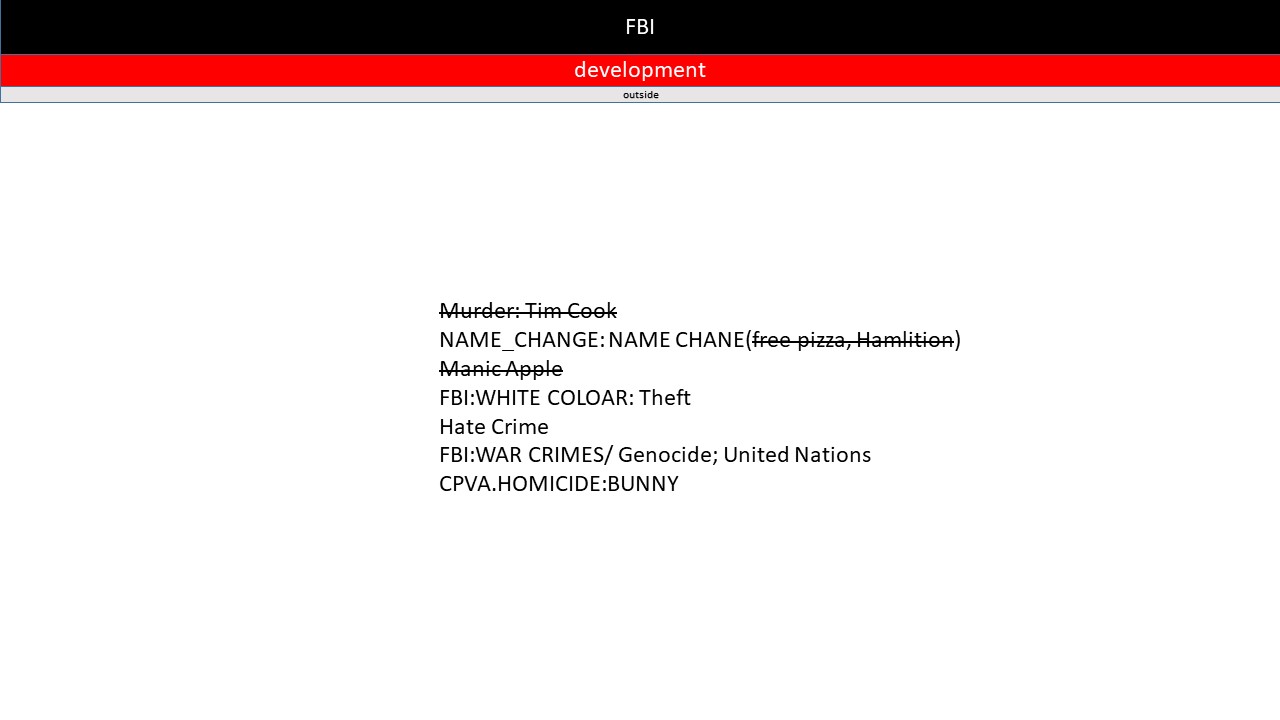 FBI
development
outside
Murder: Tim Cook
NAME_CHANGE: NAME CHANE(free pizza, Hamlition)
Manic Apple
FBI:WHITE COLOAR: Theft
Hate Crime
FBI:WAR CRIMES/ Genocide; United Nations
CPVA.HOMICIDE:BUNNY